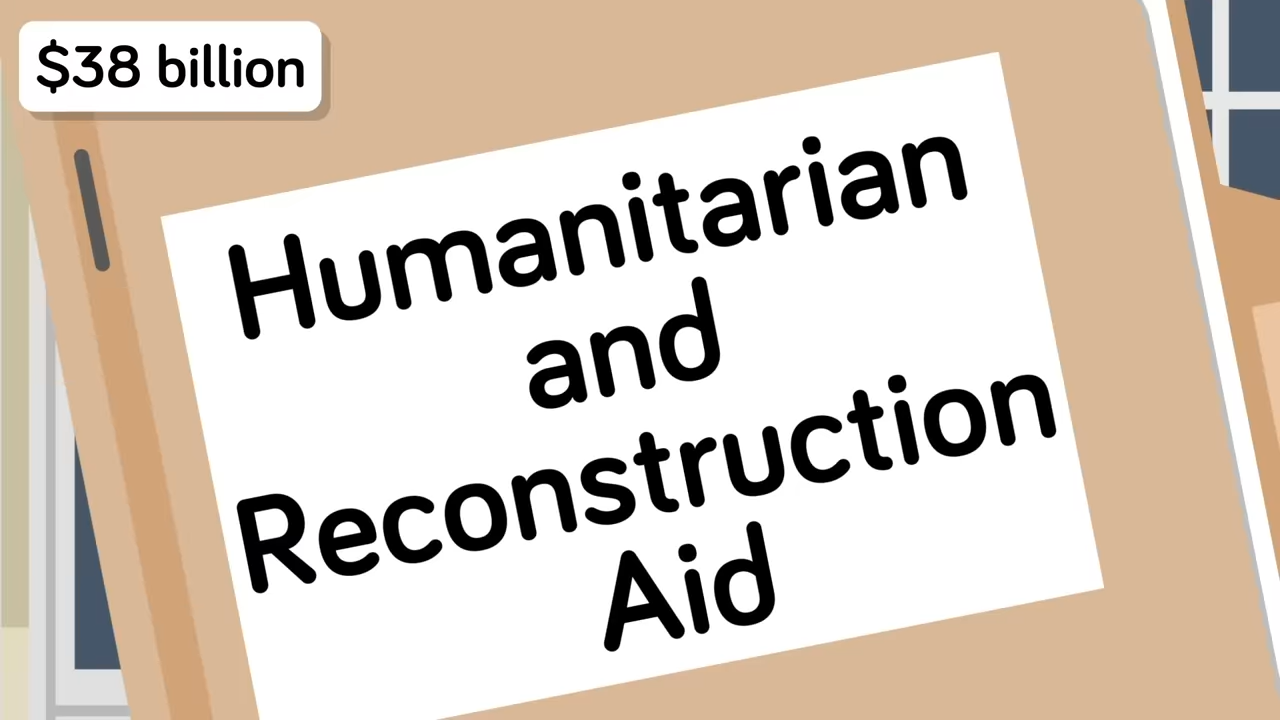 $38 billion
Humanitarian
and
Reconstruction
Aid